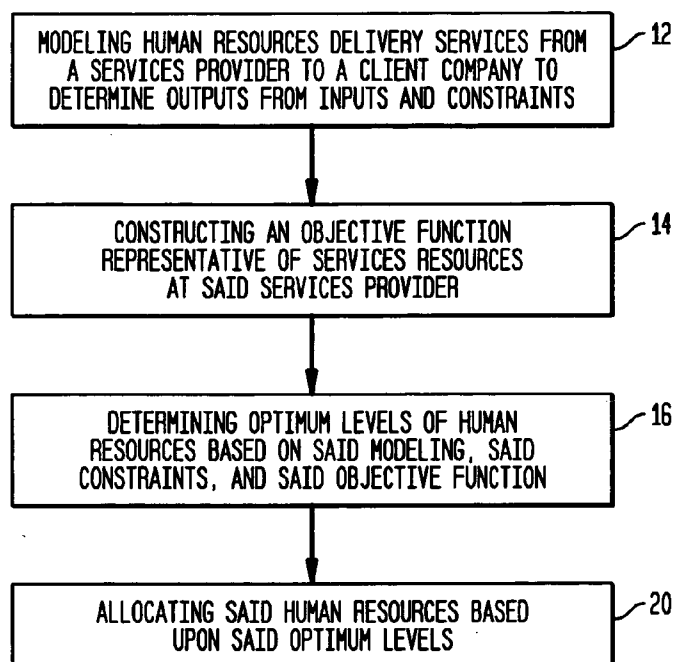 MODELING HUMAN RESOURCES DELIVERY SERVICES FROM
A SERVICES PROVIDER TO A CLIENT COMPANY TO
DETERMINE OUTPUTS FROM INPUTS AND CONSTRAINTS
12
CONSTRUCTING AN OBJECTIVE FUNCTION
REPRESENTATIVE OF SERVICES RESOURCES
AT SAID SERVICES PROVIDER
14
DETERMINING OPTIMUM LEVELS OF HUMAN
RESOURCES BASED ON SAID MODELING, SAID
CONSTRAINTS, AND SAID OBJECTIVE FUNCTION
16
ALLOCATING SAID HUMAN RESOURCES BASED
UPON SAID OPTIMUM LEVELS
20